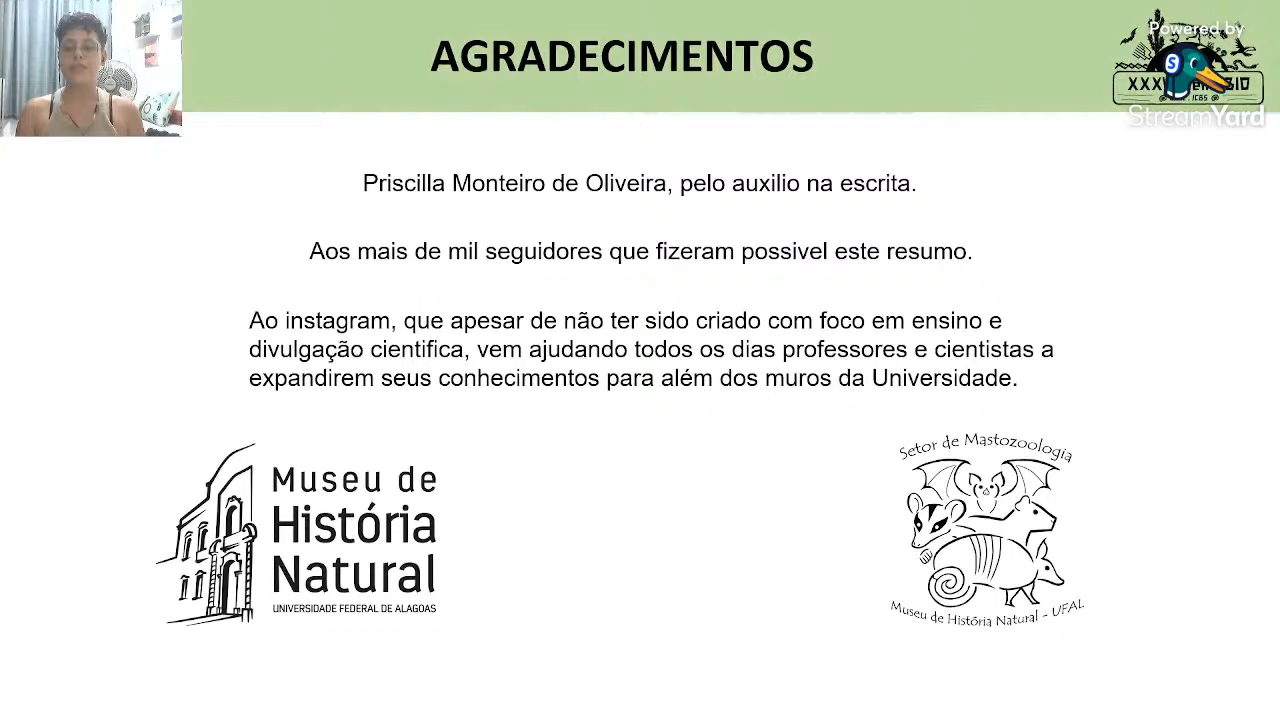 AGRADECIMENTOS
Powered by
StreamYard
Priscilla Monteiro de Oliveira, pelo auxilio na escrita.
Aos mais de mil seguidores que fizeram possivel este resumo.
Ao instagram, que apesar de não ter sido criado com foco em ensino e
divulgação cientifica, vem ajudando todos os dias professores e cientistas a
expandirem seus conhecimentos para além dos muros da Universidade.
Museu de
História
Natural
UNIVERSIDADE FEDERAL DE ALAGOAS
Setor de Mastozoologia
Museu de História Natural - UFAL